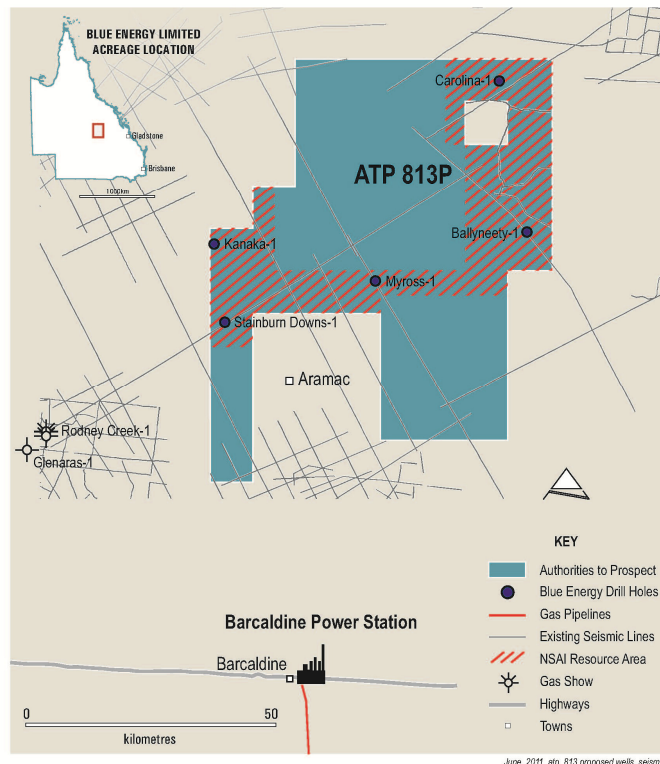 BLUE ENERGY LIMITED
ACREAGE LOCATION
Gladstone
Brisbane
1000km
Carolina-1
ATP 813P
Ballyneety-1
Kanaka-1
Myross-1
Stainburn Downs-1
Aramac
Rodney Creek-1
Glenaras-1
KEY
Authorities to Prospect
Blue Energy Drill Holes
Gas Pipelines
Existing Seismic Lines
NSAI Resource Area
Gas Show
Highways
Towns
Barcaldine Power Station
Barcaldine
0 50
kilometres
June_2011_atp_813 proposed wells_seism